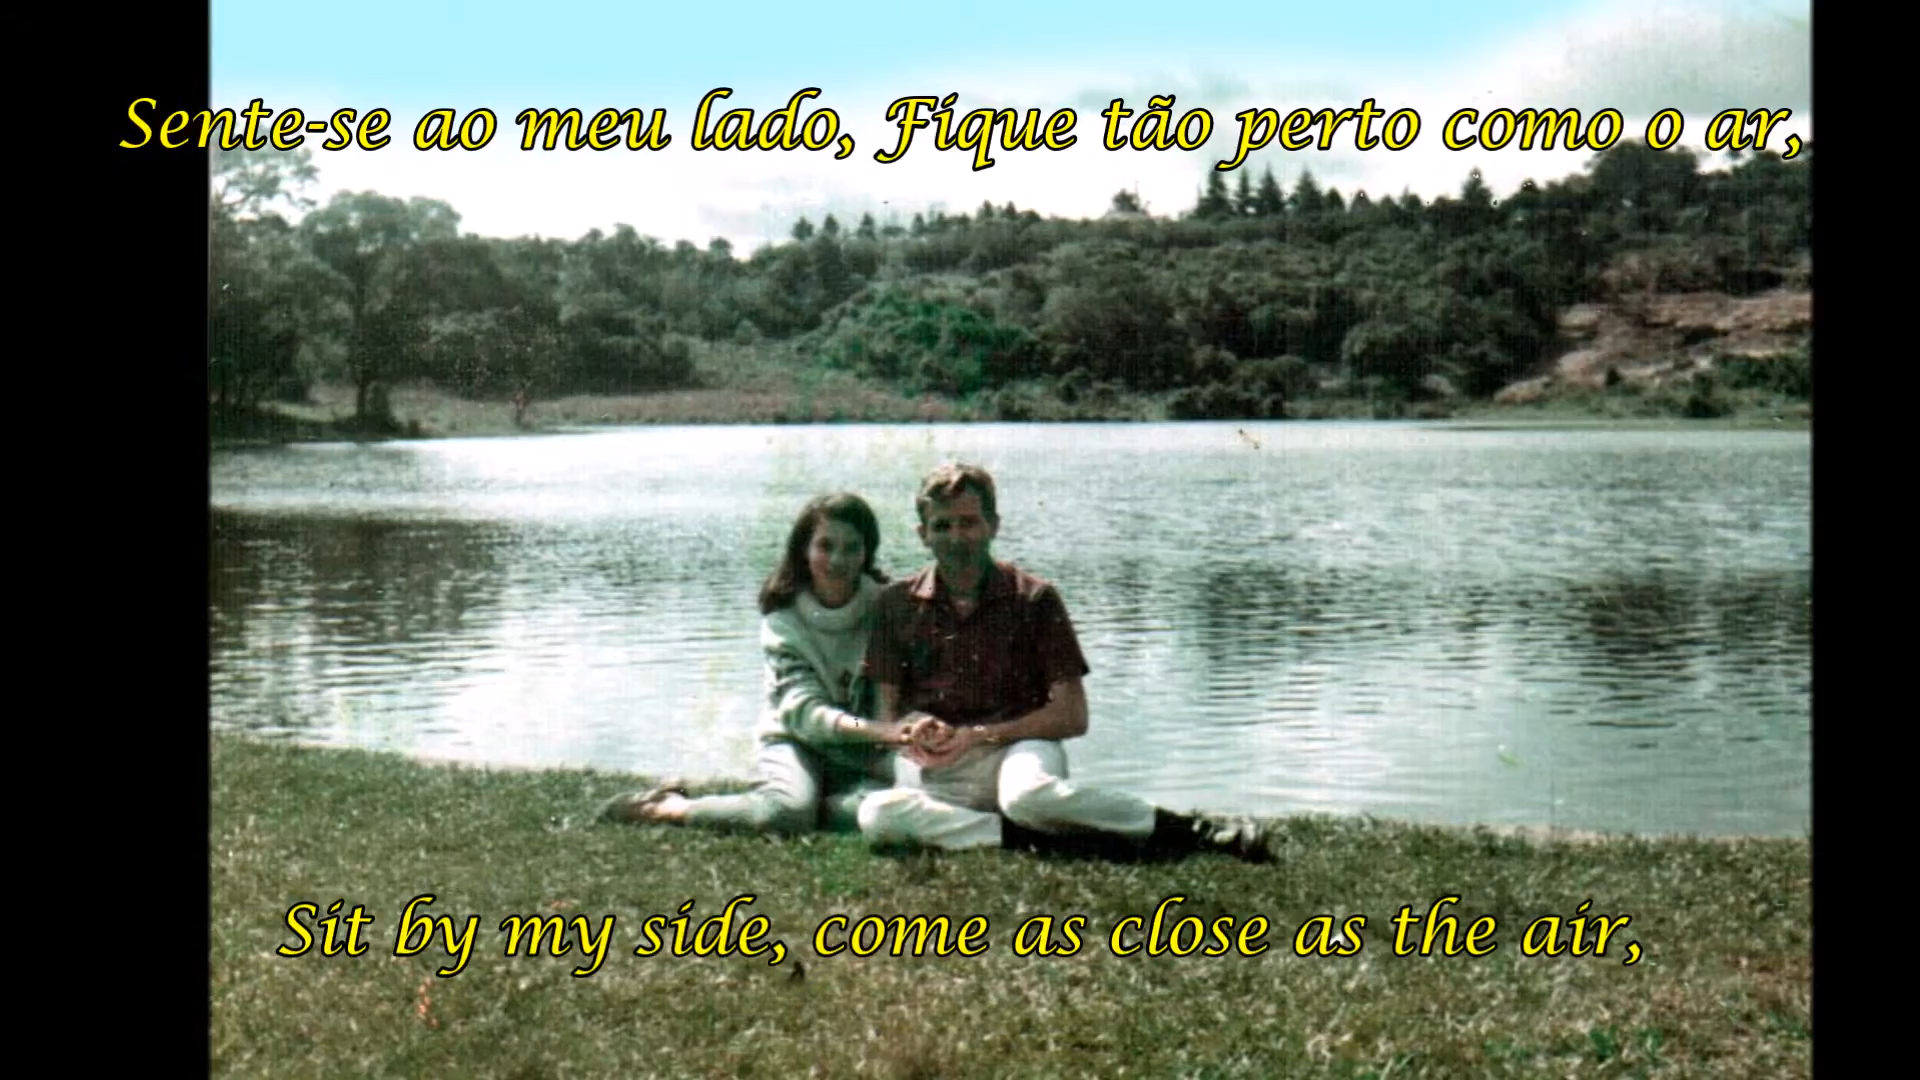 Sente-se ao meu lado, Fique tão perto como o ar,
Sit by my side, come as close as the air,